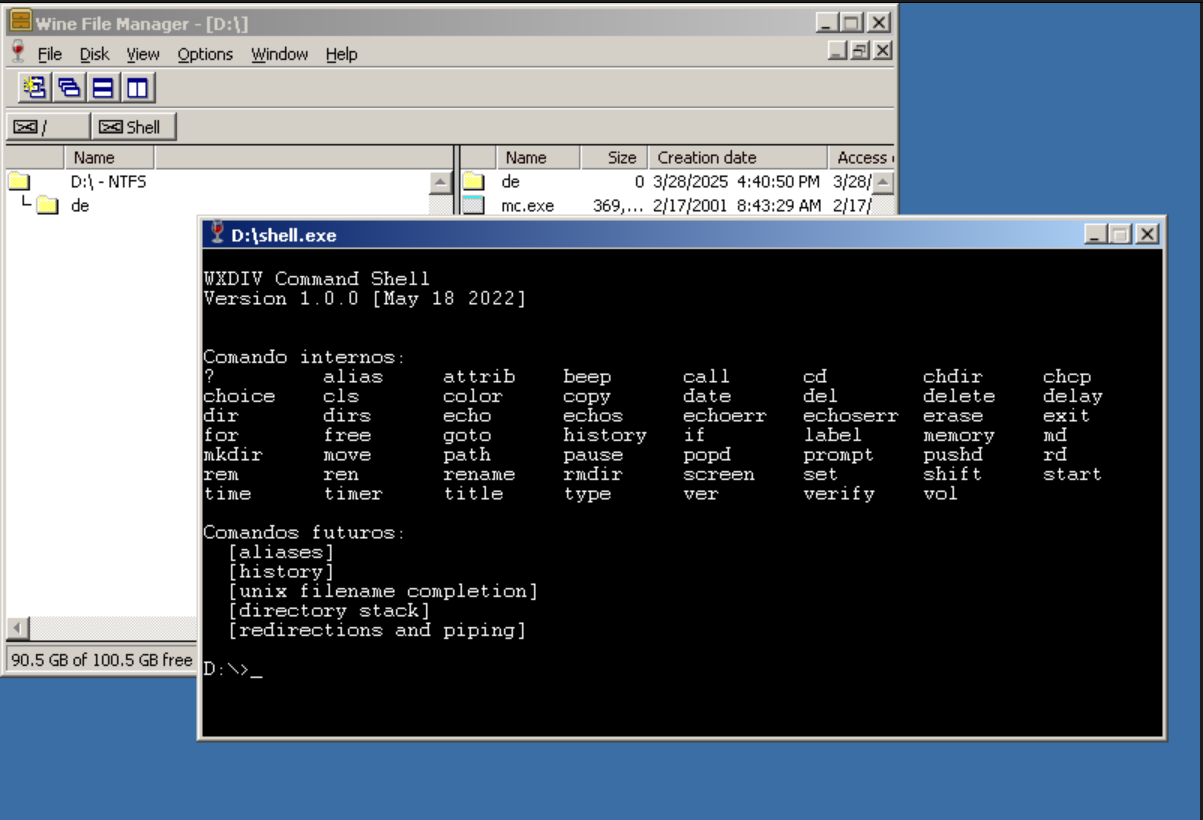 Wine File Manager - [D:\]
File Disk View Options Window Help
/ Shell
Name
D:\ - NTFS
de
Name Size Creation date Access
de 0 3/28/2025 4:40:50 PM 3/28/
mc.exe 369,... 2/17/2001 8:43:29 AM 2/17/
90.5 GB of 100.5 GB free
D:\shell.exe
WXDIV Command Shell
Version 1.0.0 [May 18 2022]
Comando internos:
? alias attrib beep call cd chdir chcp
choice cls color copy date del delete delay
dir dirs echo echos echoerr echoserr erase exit
for free goto history if label memory md
mkdir move path pause popd prompt pushd rd
rem ren rename rmdir screen set shift start
time timer title type ver verify vol
Comandos futuros:
[aliases]
[history]
[unix filename completion]
[directory stack]
[redirections and piping]
D:\>_